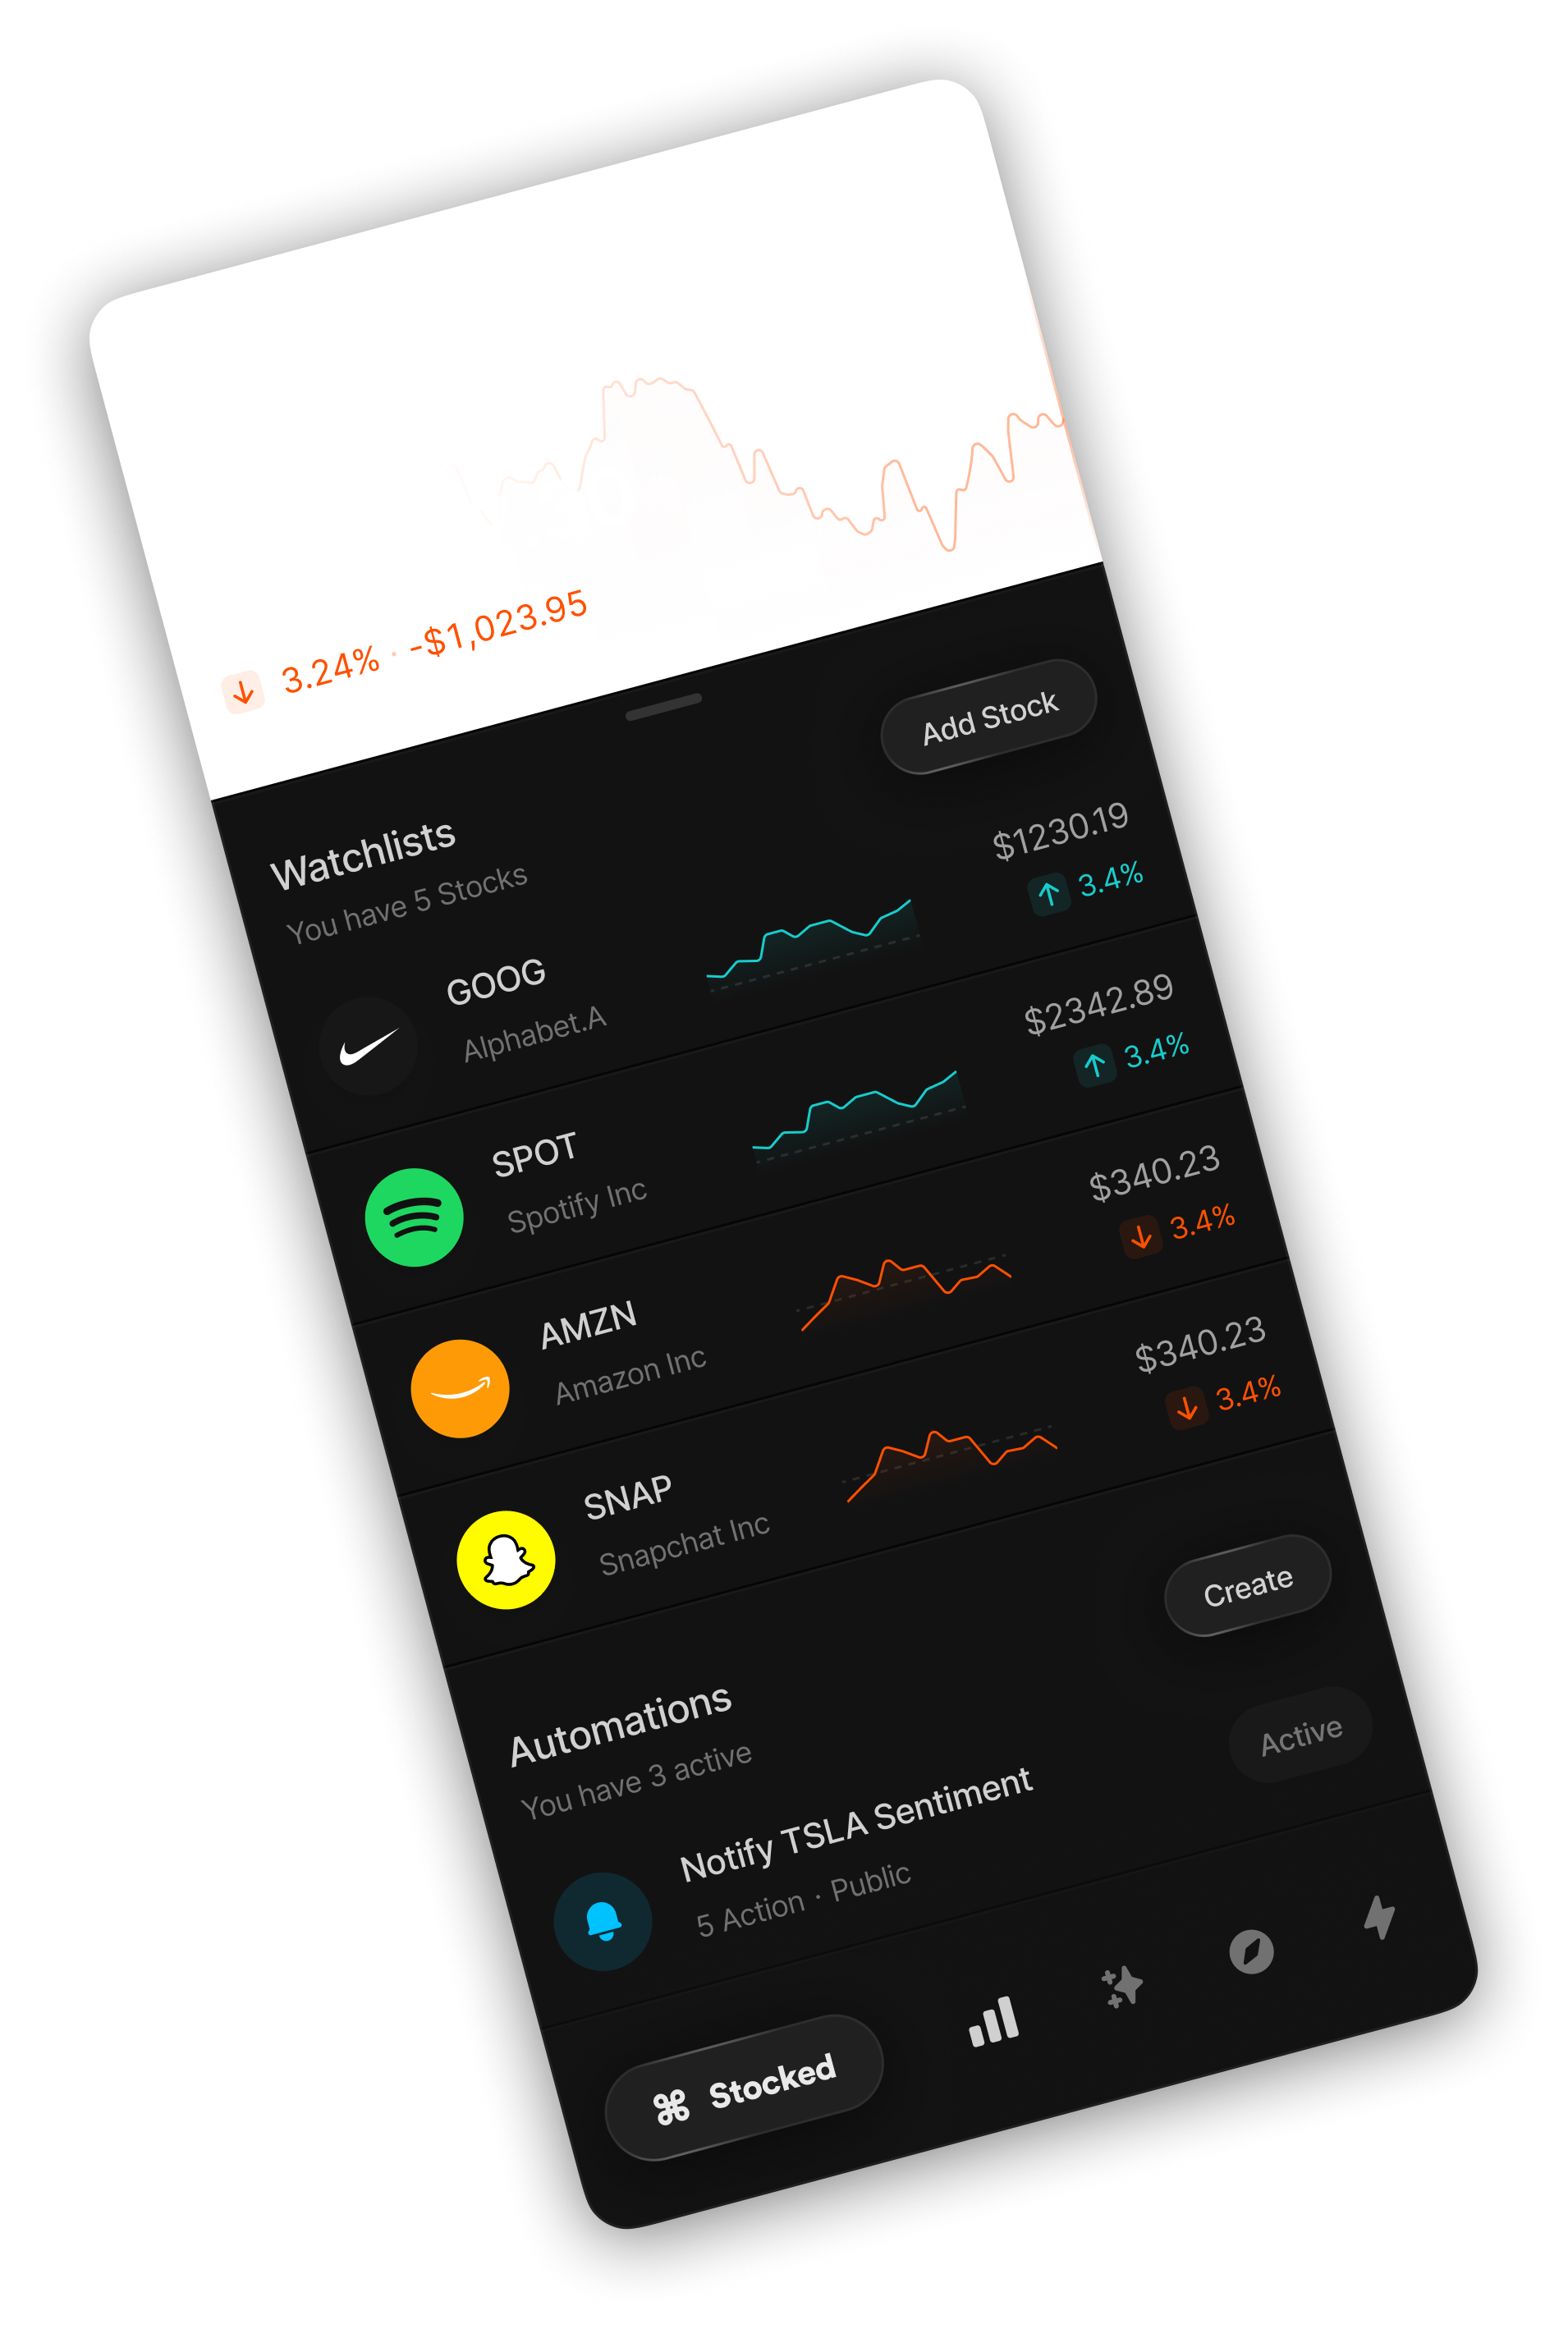 3.24% · -$1,023.95
Add Stock
Watchlists
You have 5 Stocks
GOOG
Alphabet.A
$1230.19
3.4%
SPOT
Spotify Inc
$2342.89
3.4%
AMZN
Amazon Inc
$340.23
3.4%
SNAP
Snapchat Inc
$340.23
3.4%
Create
Automations
You have 3 active
Active
Notify TSLA Sentiment
5 Action · Public
⌘ Stocked